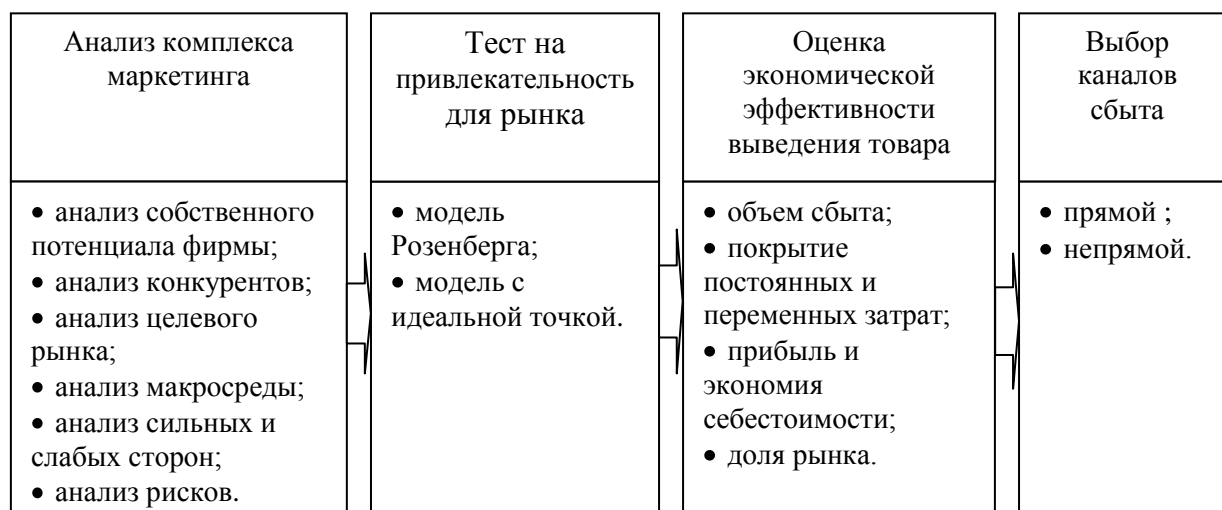 Анализ комплекса
маркетинга
Тест на
привлекательность
для рынка
Оценка
экономической
эффективности
выведения товара
Выбор
каналов
сбыта
• анализ собственного
потенциала фирмы;
• анализ конкурентов;
• анализ целевого
рынка;
• анализ макросреды;
• анализ сильных и
слабых сторон;
• анализ рисков.
• модель
Розенберга;
• модель с
идеальной точкой.
• объем сбыта;
• покрытие
постоянных и
переменных затрат;
• прибыль и
экономия
себестоимости;
• доля рынка.
• прямой ;
• непрямой.